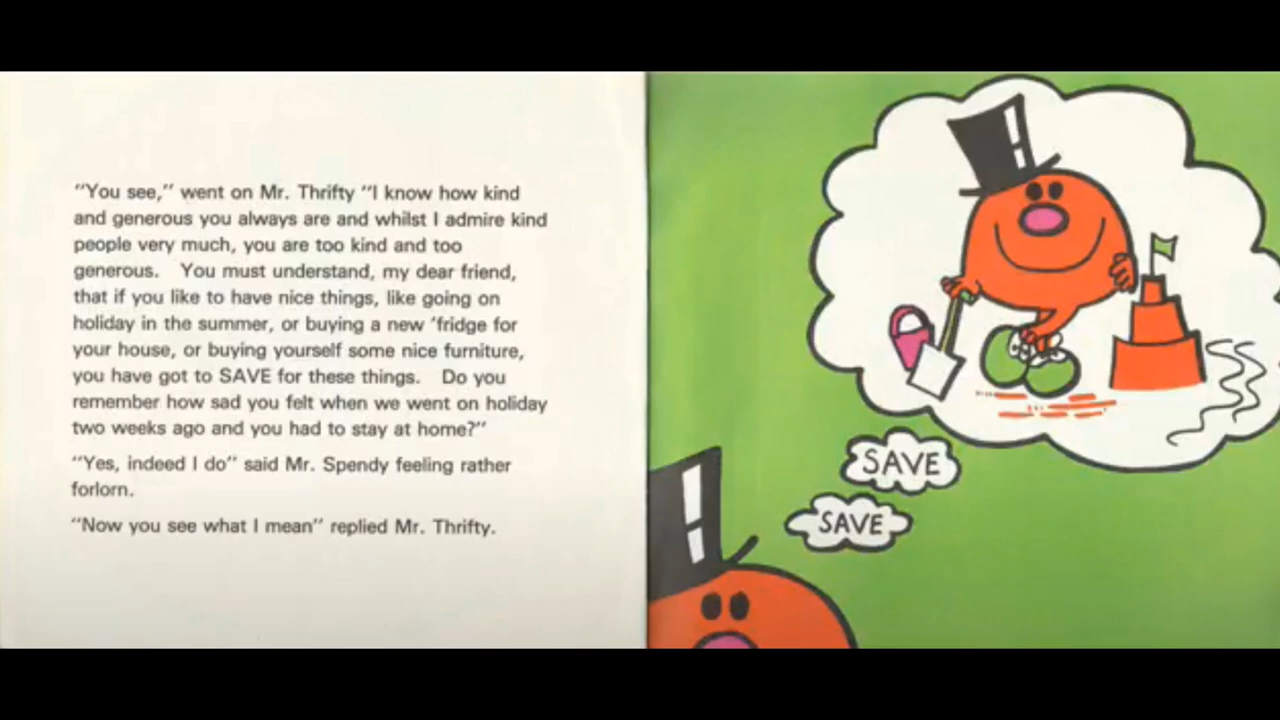 “You see,” went on Mr. Thrifty “I know how kind
and generous you always are and whilst I admire kind
people very much, you are too kind and too
generous. You must understand, my dear friend,
that if you like to have nice things, like going on
holiday in the summer, or buying a new ’fridge for
your house, or buying yourself some nice furniture,
you have got to SAVE for these things. Do you
remember how sad you felt when we went on holiday
two weeks ago and you had to stay at home?”
“Yes, indeed I do” said Mr. Spendy feeling rather
forlorn.
“Now you see what I mean” replied Mr. Thrifty.
SAVE
SAVE